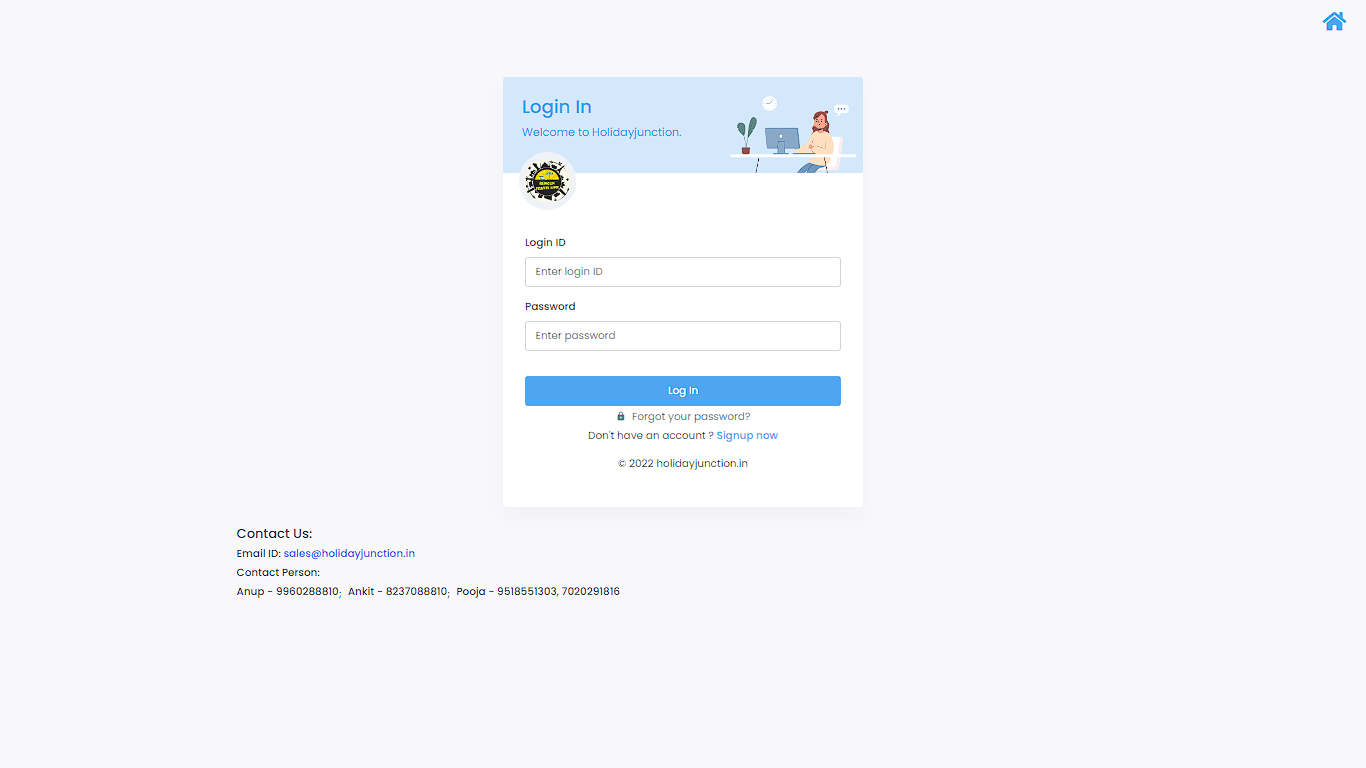 Login In
Welcome to Holidayjunction.
Login ID
Enter login ID
Password
Enter password
Log In
Forgot your password?
Don't have an account ? Signup now
© 2022 holidayjunction.in
Contact Us:
Email ID: sales@holidayjunction.in
Contact Person:
Anup - 9960288810; Ankit - 8237088810; Pooja - 9518551303, 7020291816